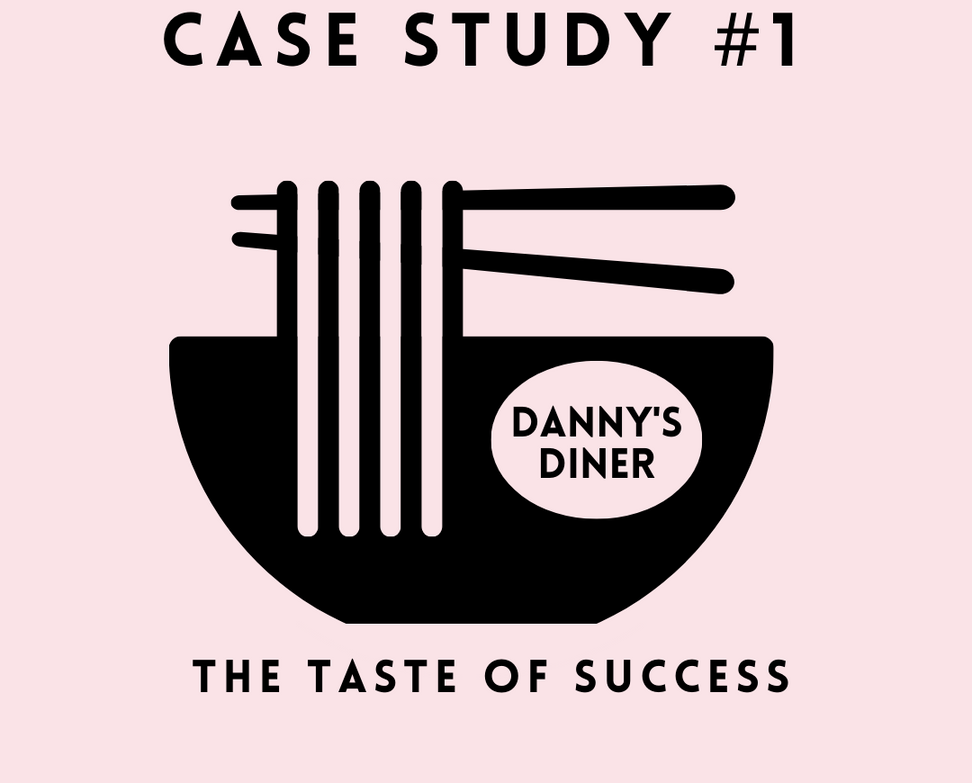 CASE STUDY #1
DANNY'S
DINER
THE TASTE OF SUCCESS